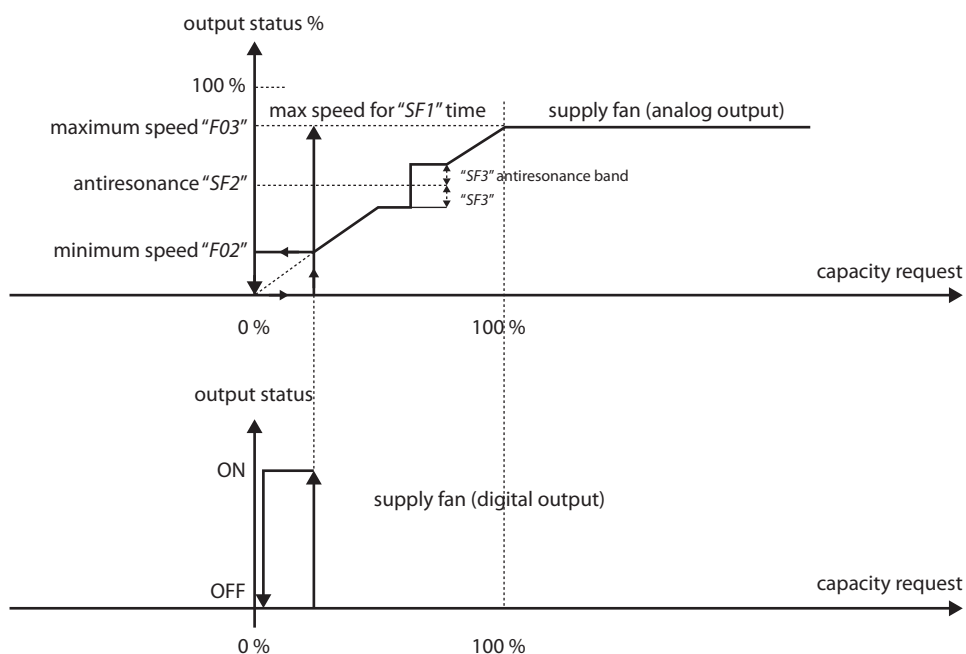 output status %
100 %
max speed for "SF1" time
supply fan (analog output)
maximum speed "F03"
"SF3" antiresonance band
antiresonance "SF2"
"SF3"
minimum speed "F02"
capacity request
0 %
100 %
output status
ON
supply fan (digital output)
OFF
capacity request
0 %
100 %